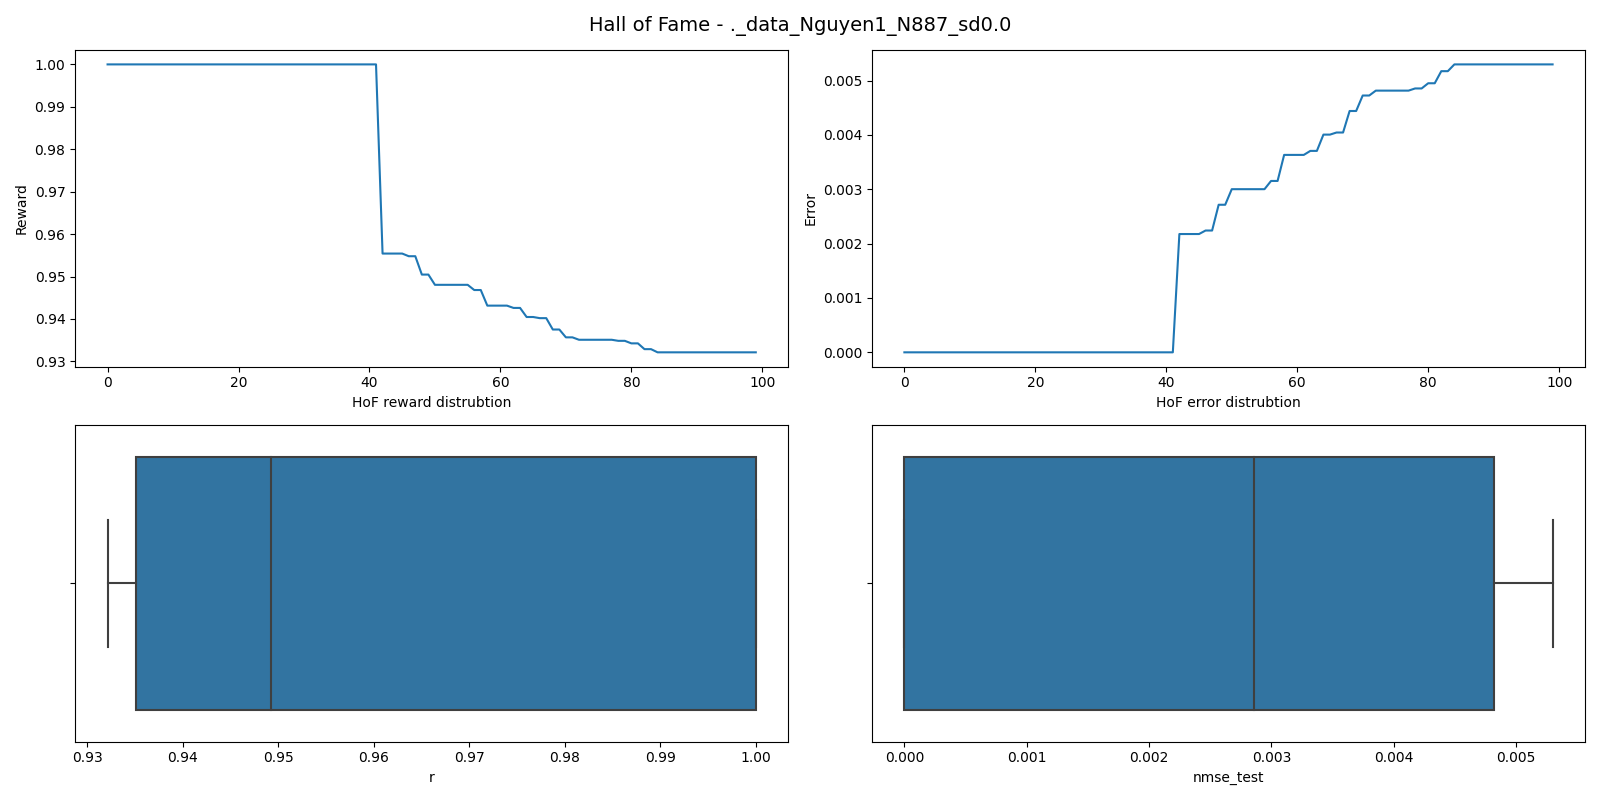 Hall of Fame - ._data_Nguyen1_N887_sd0.0
1.00
0.99
0.98
0.97
0.96
0.95
0.94
0.93
Reward
0 20 40 60 80 100
HoF reward distrubtion
0.005
0.004
0.003
0.002
0.001
0.000
Error
0 20 40 60 80 100
HoF error distrubtion
0.93 0.94 0.95 0.96 0.97 0.98 0.99 1.00
r
0.000 0.001 0.002 0.003 0.004 0.005
nmse_test